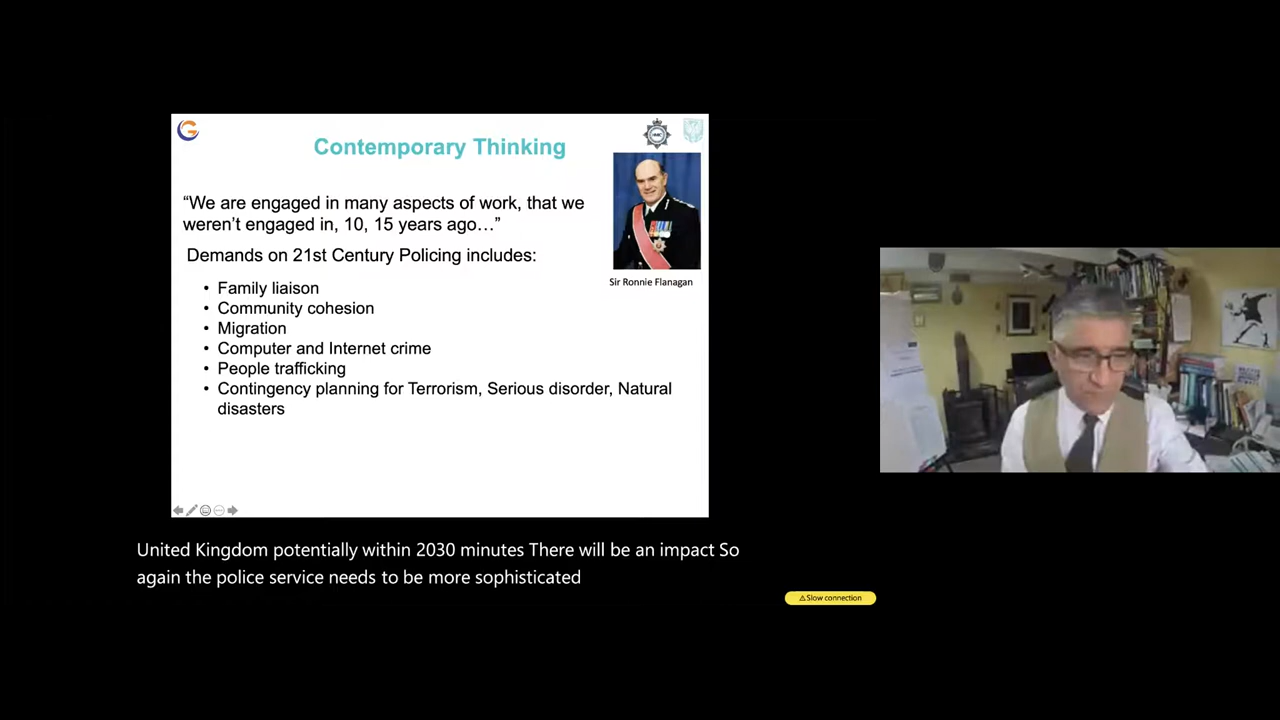 Contemporary Thinking
“We are engaged in many aspects of work, that we
weren’t engaged in, 10, 15 years ago…”
Demands on 21st Century Policing includes:
Sir Ronnie Flanagan
• Family liaison
• Community cohesion
• Migration
• Computer and Internet crime
• People trafficking
• Contingency planning for Terrorism, Serious disorder, Natural
disasters
United Kingdom potentially within 2030 minutes There will be an impact So
again the police service needs to be more sophisticated
⚠Slow connection